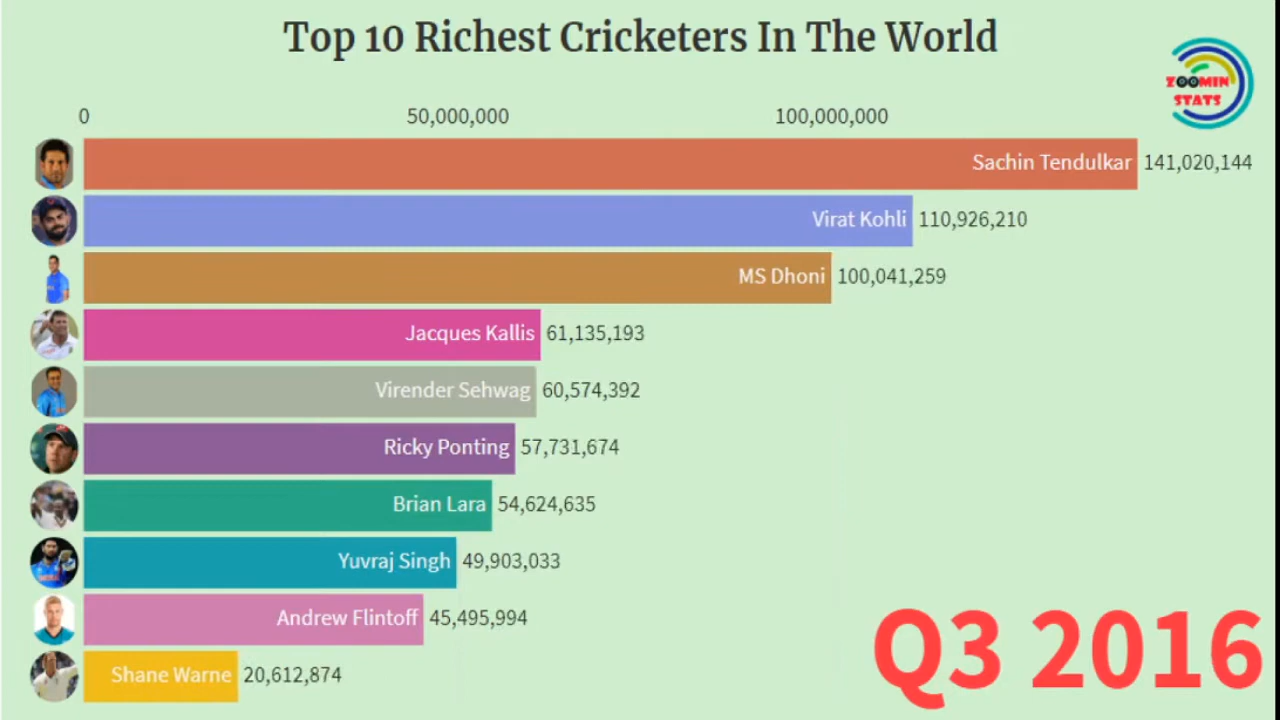 Top 10 Richest Cricketers In The World
ZOOMIN
STATS
0 50,000,000 100,000,000
Sachin Tendulkar 141,020,144
Virat Kohli 110,926,210
MS Dhoni 100,041,259
Jacques Kallis 61,135,193
Virender Sehwag 60,574,392
Ricky Ponting 57,731,674
Brian Lara 54,624,635
Yuvraj Singh 49,903,033
Andrew Flintoff 45,495,994
Shane Warne 20,612,874
Q3 2016